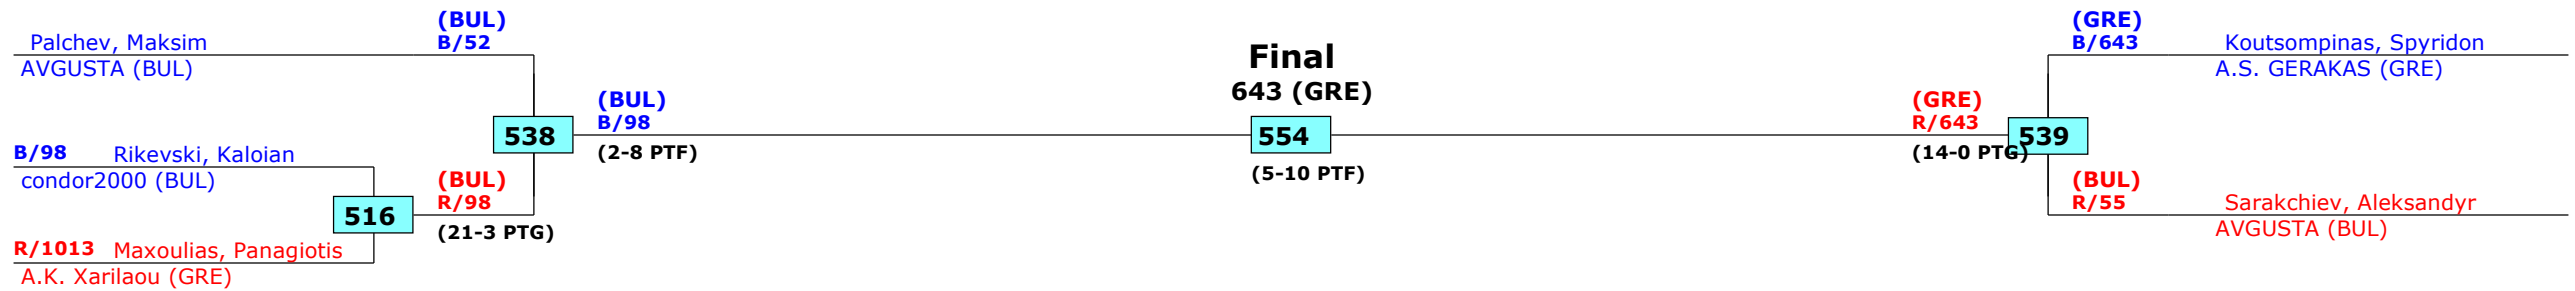 (BUL)
B/52
Palchev, Maksim
AVGUSTA (BUL)
538
(BUL)
B/98
(2-8 PTF)
B/98 Rikevski, Kaloian
condor2000 (BUL)
516
(BUL)
R/98
(21-3 PTG)
R/1013 Maxoulias, Panagiotis
A.K. Xarilaou (GRE)
Final
643 (GRE)
554
(5-10 PTF)
(GRE)
B/643
Koutsompinas, Spyridon
A.S. GERAKAS (GRE)
(GRE)
R/643
539
(14-0 PTG)
(BUL)
R/55
Sarakchiev, Aleksandyr
AVGUSTA (BUL)